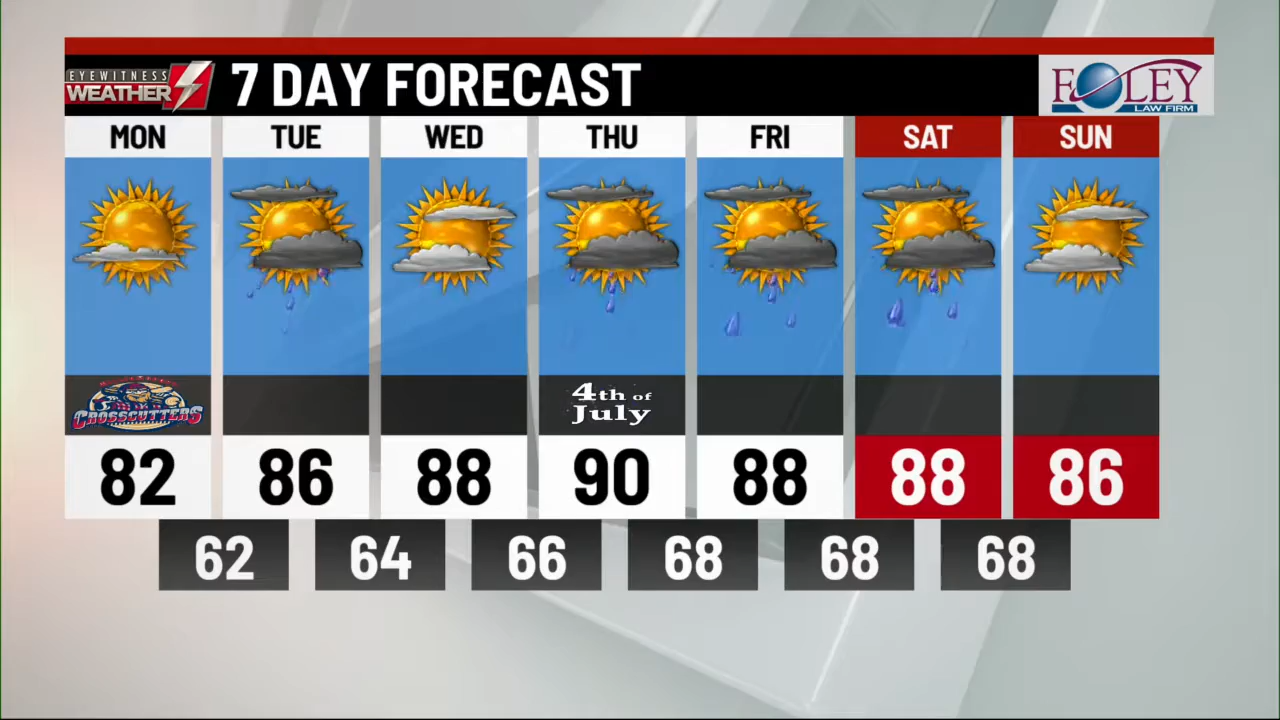 EYEWITNESS
WEATHER
7 DAY FORECAST
FOLEY
LAW FIRM
MON TUE WED THU FRI SAT SUN
CROSSCUTTERS
4th of
July
82 86 88 90 88 88 86
62 64 66 68 68 68